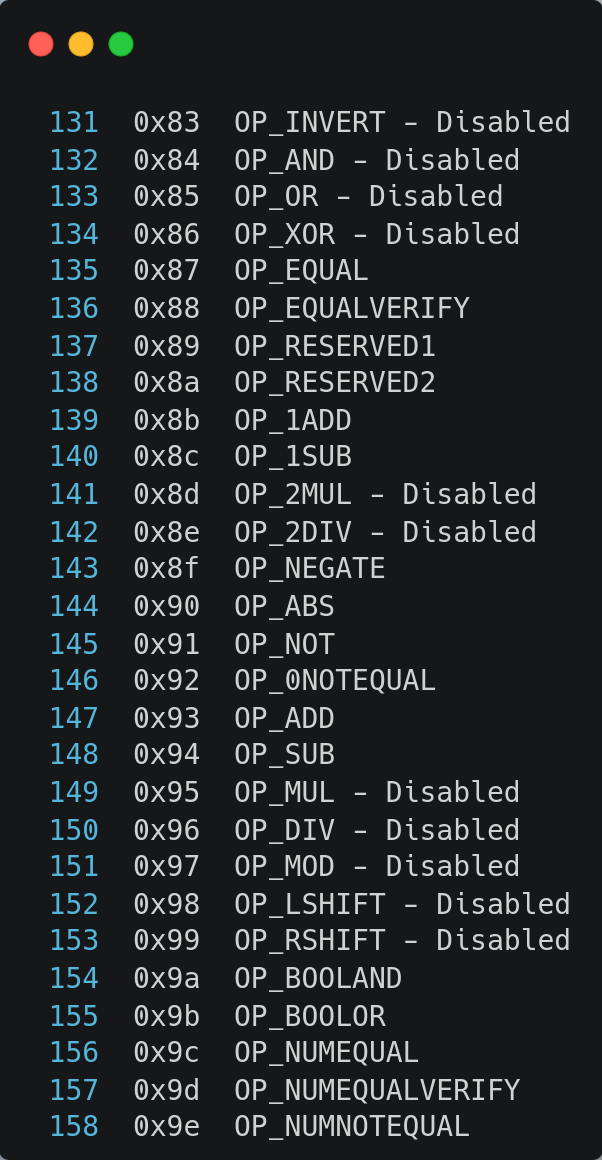 131 0x83 OP_INVERT - Disabled
132 0x84 OP_AND - Disabled
133 0x85 OP_OR - Disabled
134 0x86 OP_XOR - Disabled
135 0x87 OP_EQUAL
136 0x88 OP_EQUALVERIFY
137 0x89 OP_RESERVED1
138 0x8a OP_RESERVED2
139 0x8b OP_1ADD
140 0x8c OP_1SUB
141 0x8d OP_2MUL - Disabled
142 0x8e OP_2DIV - Disabled
143 0x8f OP_NEGATE
144 0x90 OP_ABS
145 0x91 OP_NOT
146 0x92 OP_0NOTEQUAL
147 0x93 OP_ADD
148 0x94 OP_SUB
149 0x95 OP_MUL - Disabled
150 0x96 OP_DIV - Disabled
151 0x97 OP_MOD - Disabled
152 0x98 OP_LSHIFT - Disabled
153 0x99 OP_RSHIFT - Disabled
154 0x9a OP_BOOLAND
155 0x9b OP_BOOLOR
156 0x9c OP_NUMEQUAL
157 0x9d OP_NUMEQUALVERIFY
158 0x9e OP_NUMNOTEQUAL